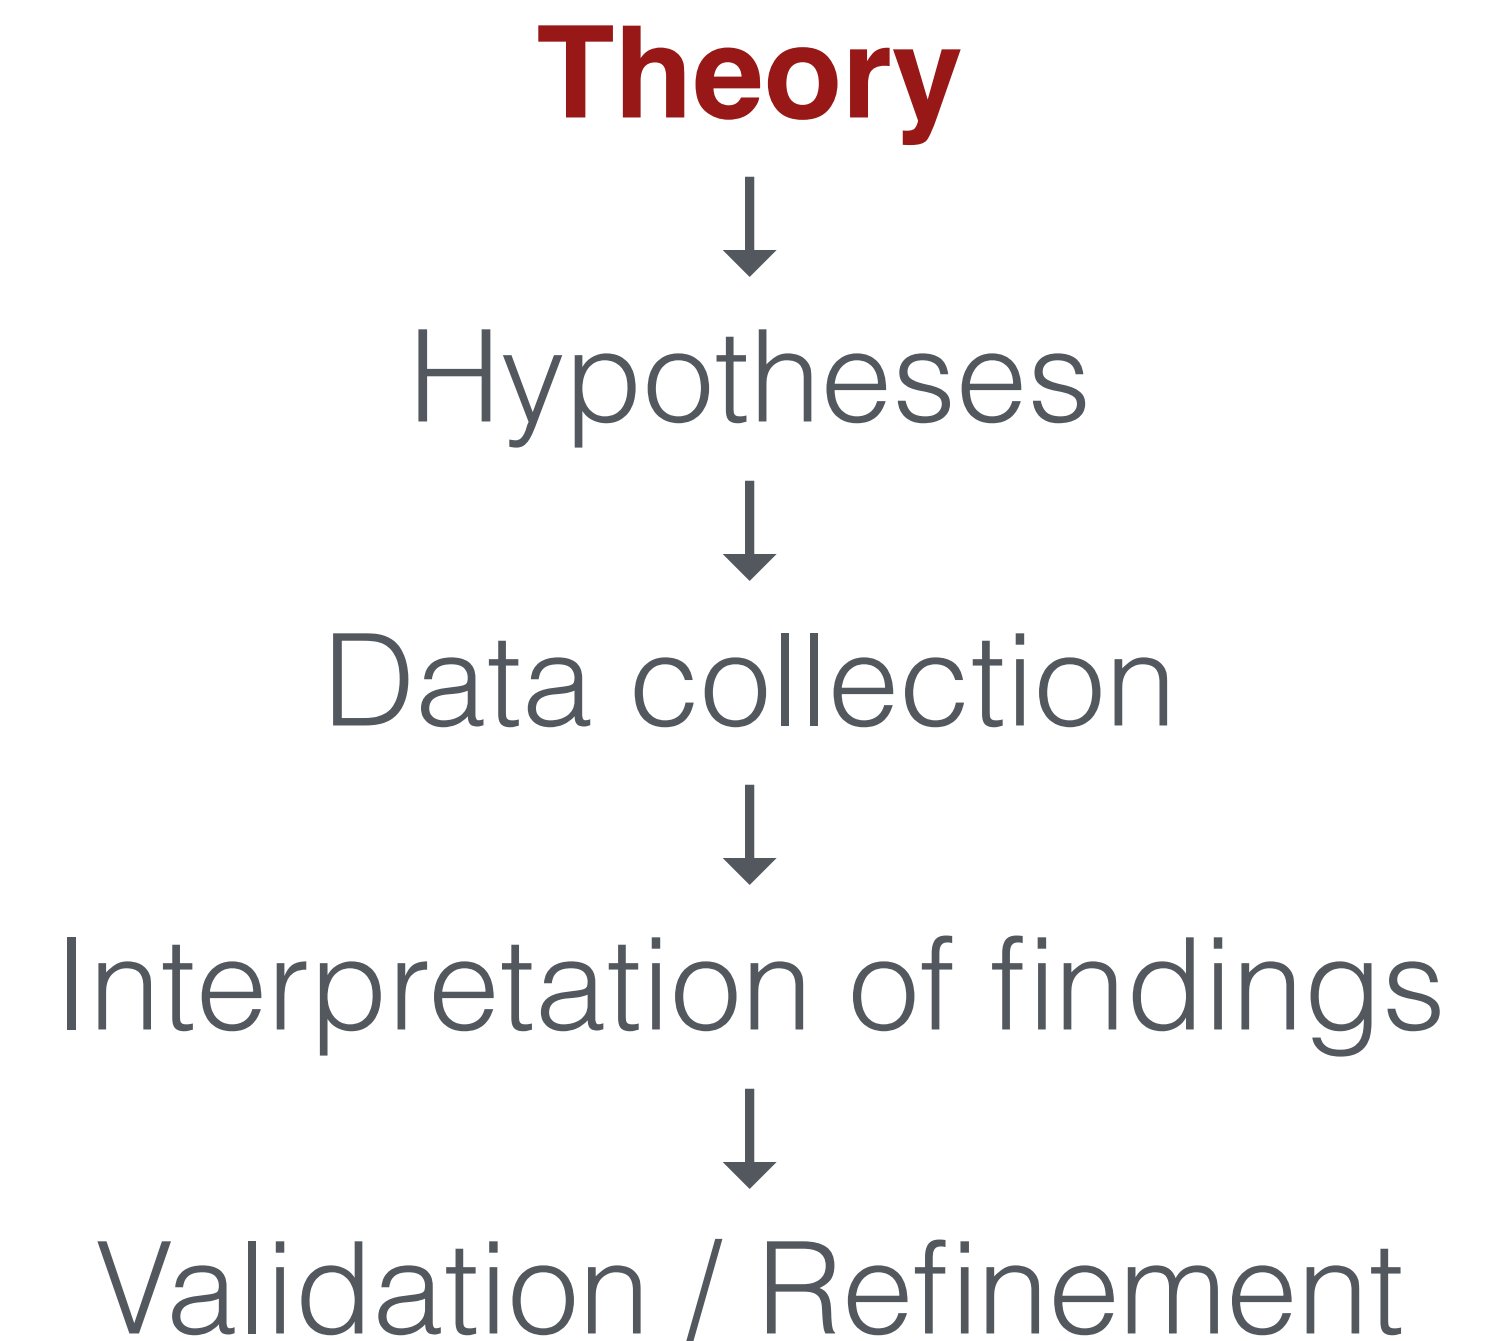 Theory
Hypotheses
Data collection
Interpretation of findings
Validation / Refinement